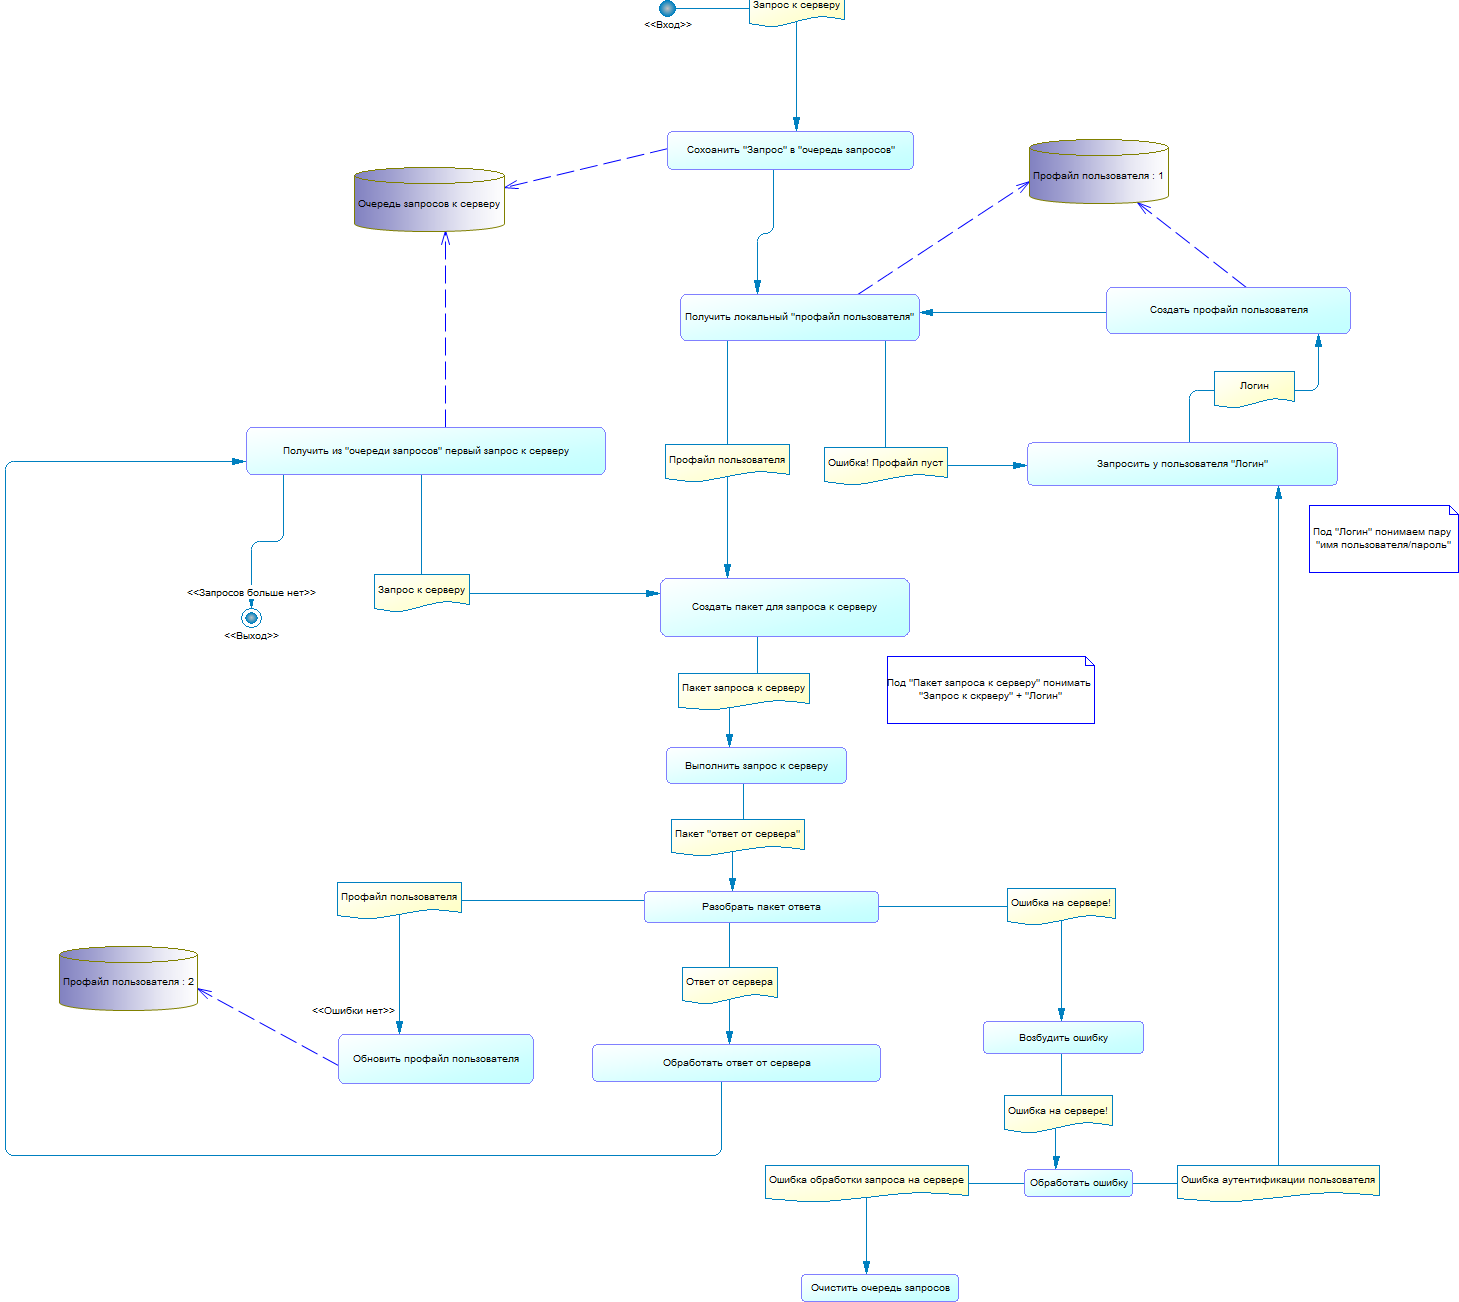 Запрос к серверу
<<Вход>>
Сохоанить "Запрос" в "очередь запросов"
Профайл пользователя : 1
Очередь запросов к серверу
Создать профайл пользователя
Получить локальный "профайл пользователя"
Логин
Получить из "очереди запросов" первый запрос к серверу
Профайл пользователя
Ошибка! Профайл пуст
Запросить у пользователя "Логин"
Под "Логин" понимаем пару
"имя пользователя/пароль"
<<Запросов больше нет>>
Запрос к серверу
<<Выход>>
Создать пакет для запроса к серверу
Пакет запроса к серверу
Под "Пакет запроса к серверу" понимать
"Запрос к скрверу" + "Логин"
Выполнить запрос к серверу
Пакет "ответ от сервера"
Профайл пользователя
Разобрать пакет ответа
Ошибка на сервере!
Профайл пользователя : 2
Ответ от сервера
<<Ошибки нет>>
Возбудить ошибку
Обновить профайл пользователя
Обработать ответ от сервера
Ошибка на сервере!
Ошибка обработки запроса на сервере
Обработать ошибку
Ошибка аутентификации пользователя
Очистить очередь запросов